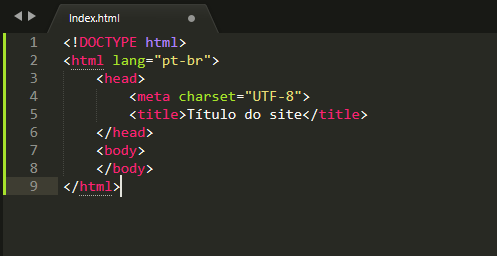 Index.html
1 <!DOCTYPE html>
2 <html lang="pt-br">
3 <head>
4 <meta charset="UTF-8">
5 <title>Título do site</title>
6 </head>
7 <body>
8 </body>
9 </html>